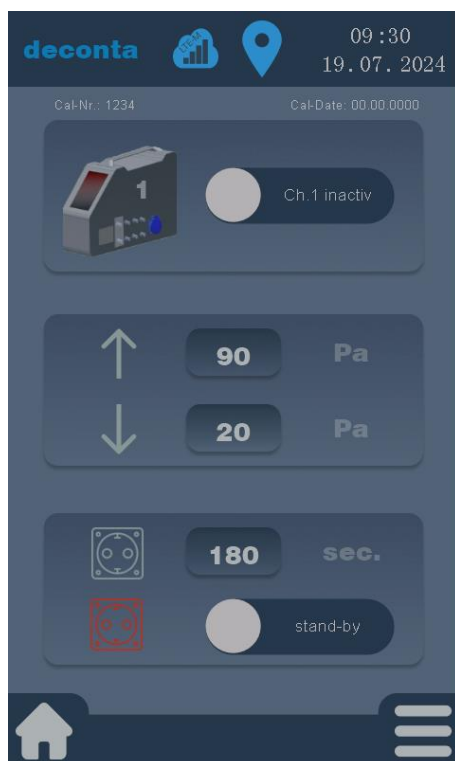 deconta
LTE-M
09:30
19.07.2024
Cal-Nr.: 1234
Cal-Date: 00.00.0000
1
Ch.1 inactiv
90 Pa
20 Pa
180 sec.
stand-by